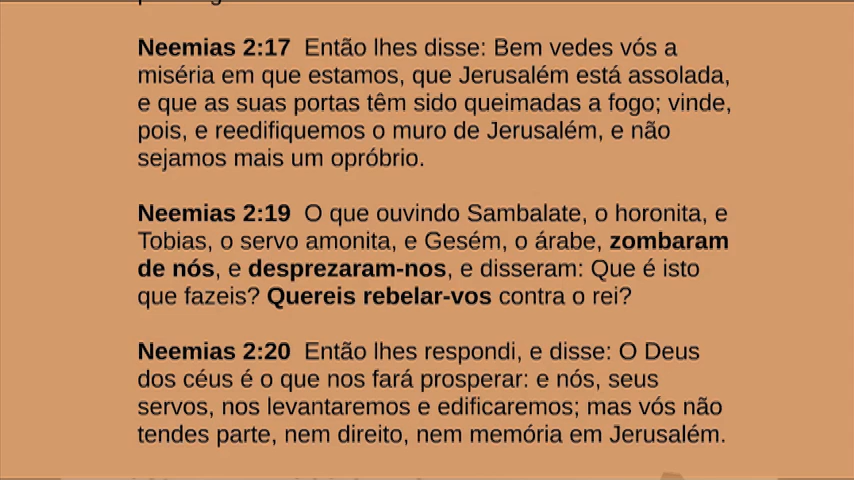 Neemias 2:17 Então lhes disse: Bem vedes vós a
miséria em que estamos, que Jerusalém está assolada,
e que as suas portas têm sido queimadas a fogo; vinde,
pois, e reedifiquemos o muro de Jerusalém, e não
sejamos mais um opróbrio.
Neemias 2:19 O que ouvindo Sambalate, o horonita, e
Tobias, o servo amonita, e Gesém, o árabe, zombaram
de nós, e desprezaram-nos, e disseram: Que é isto
que fazeis? Quereis rebelar-vos contra o rei?
Neemias 2:20 Então lhes respondi, e disse: O Deus
dos céus é o que nos fará prosperar: e nós, seus
servos, nos levantaremos e edificaremos; mas vós não
tendes parte, nem direito, nem memória em Jerusalém.